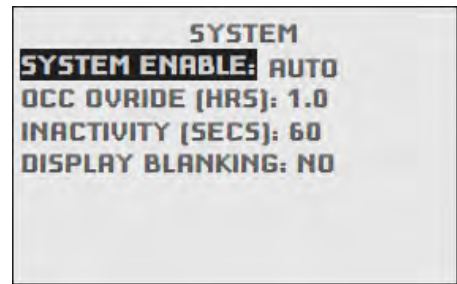 SYSTEM
SYSTEM ENABLE: AUTO
OCC OVRIDE (HRS): 1.0
INACTIVITY (SECS): 60
DISPLAY BLANKING: NO